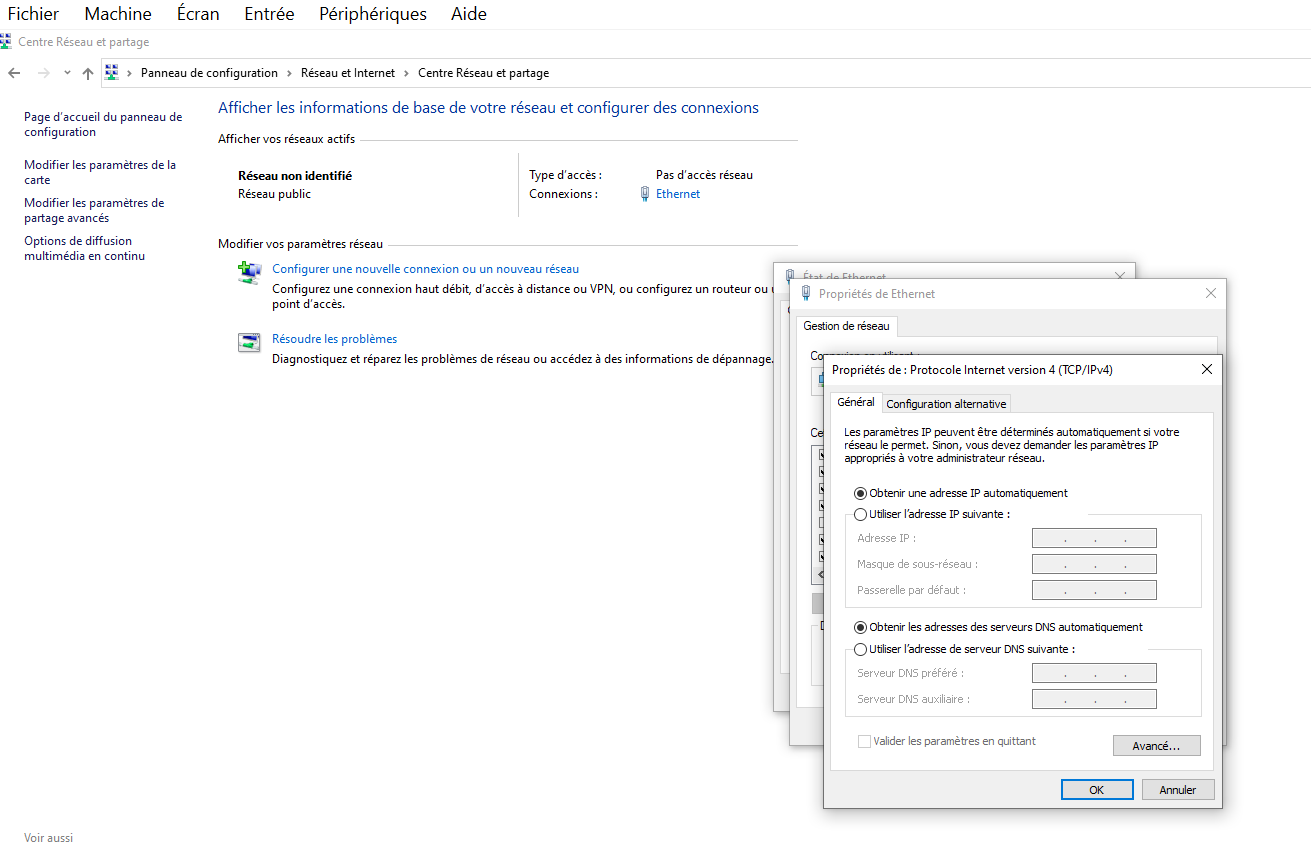 Fichier Machine Écran Entrée Périphériques Aide
Centre Réseau et partage
Panneau de configuration Réseau et Internet Centre Réseau et partage
Page d'accueil du panneau de
configuration
Modifier les paramètres de la
carte
Modifier les paramètres de
partage avancés
Options de diffusion
multimédia en continu
Voir aussi
Afficher les informations de base de votre réseau et configurer des connexions
Afficher vos réseaux actifs
Réseau non identifié
Réseau public
Type d'accès : Pas d'accès réseau
Connexions : Ethernet
Modifier vos paramètres réseau
Configurer une nouvelle connexion ou un nouveau réseau
Configurez une connexion haut débit, d'accès à distance ou VPN, ou configurez un routeur ou
point d'accès.
Résoudre les problèmes
Diagnostiquez et réparez les problèmes de réseau ou accédez à des informations de dépannage.
État de Ethernet
Propriétés de Ethernet
Gestion de réseau
Propriétés de : Protocole Internet version 4 (TCP/IPv4)
Général Configuration alternative
Les paramètres IP peuvent être déterminés automatiquement si votre
réseau le permet. Sinon, vous devez demander les paramètres IP
appropriés à votre administrateur réseau.
Obtenir une adresse IP automatiquement
Utiliser l'adresse IP suivante :
Adresse IP : . . .
Masque de sous-réseau : . . .
Passerelle par défaut : . . .
Obtenir les adresses des serveurs DNS automatiquement
Utiliser l'adresse de serveur DNS suivante :
Serveur DNS préféré : . . .
Serveur DNS auxiliaire : . . .
Valider les paramètres en quittant
Avancé...
OK Annuler